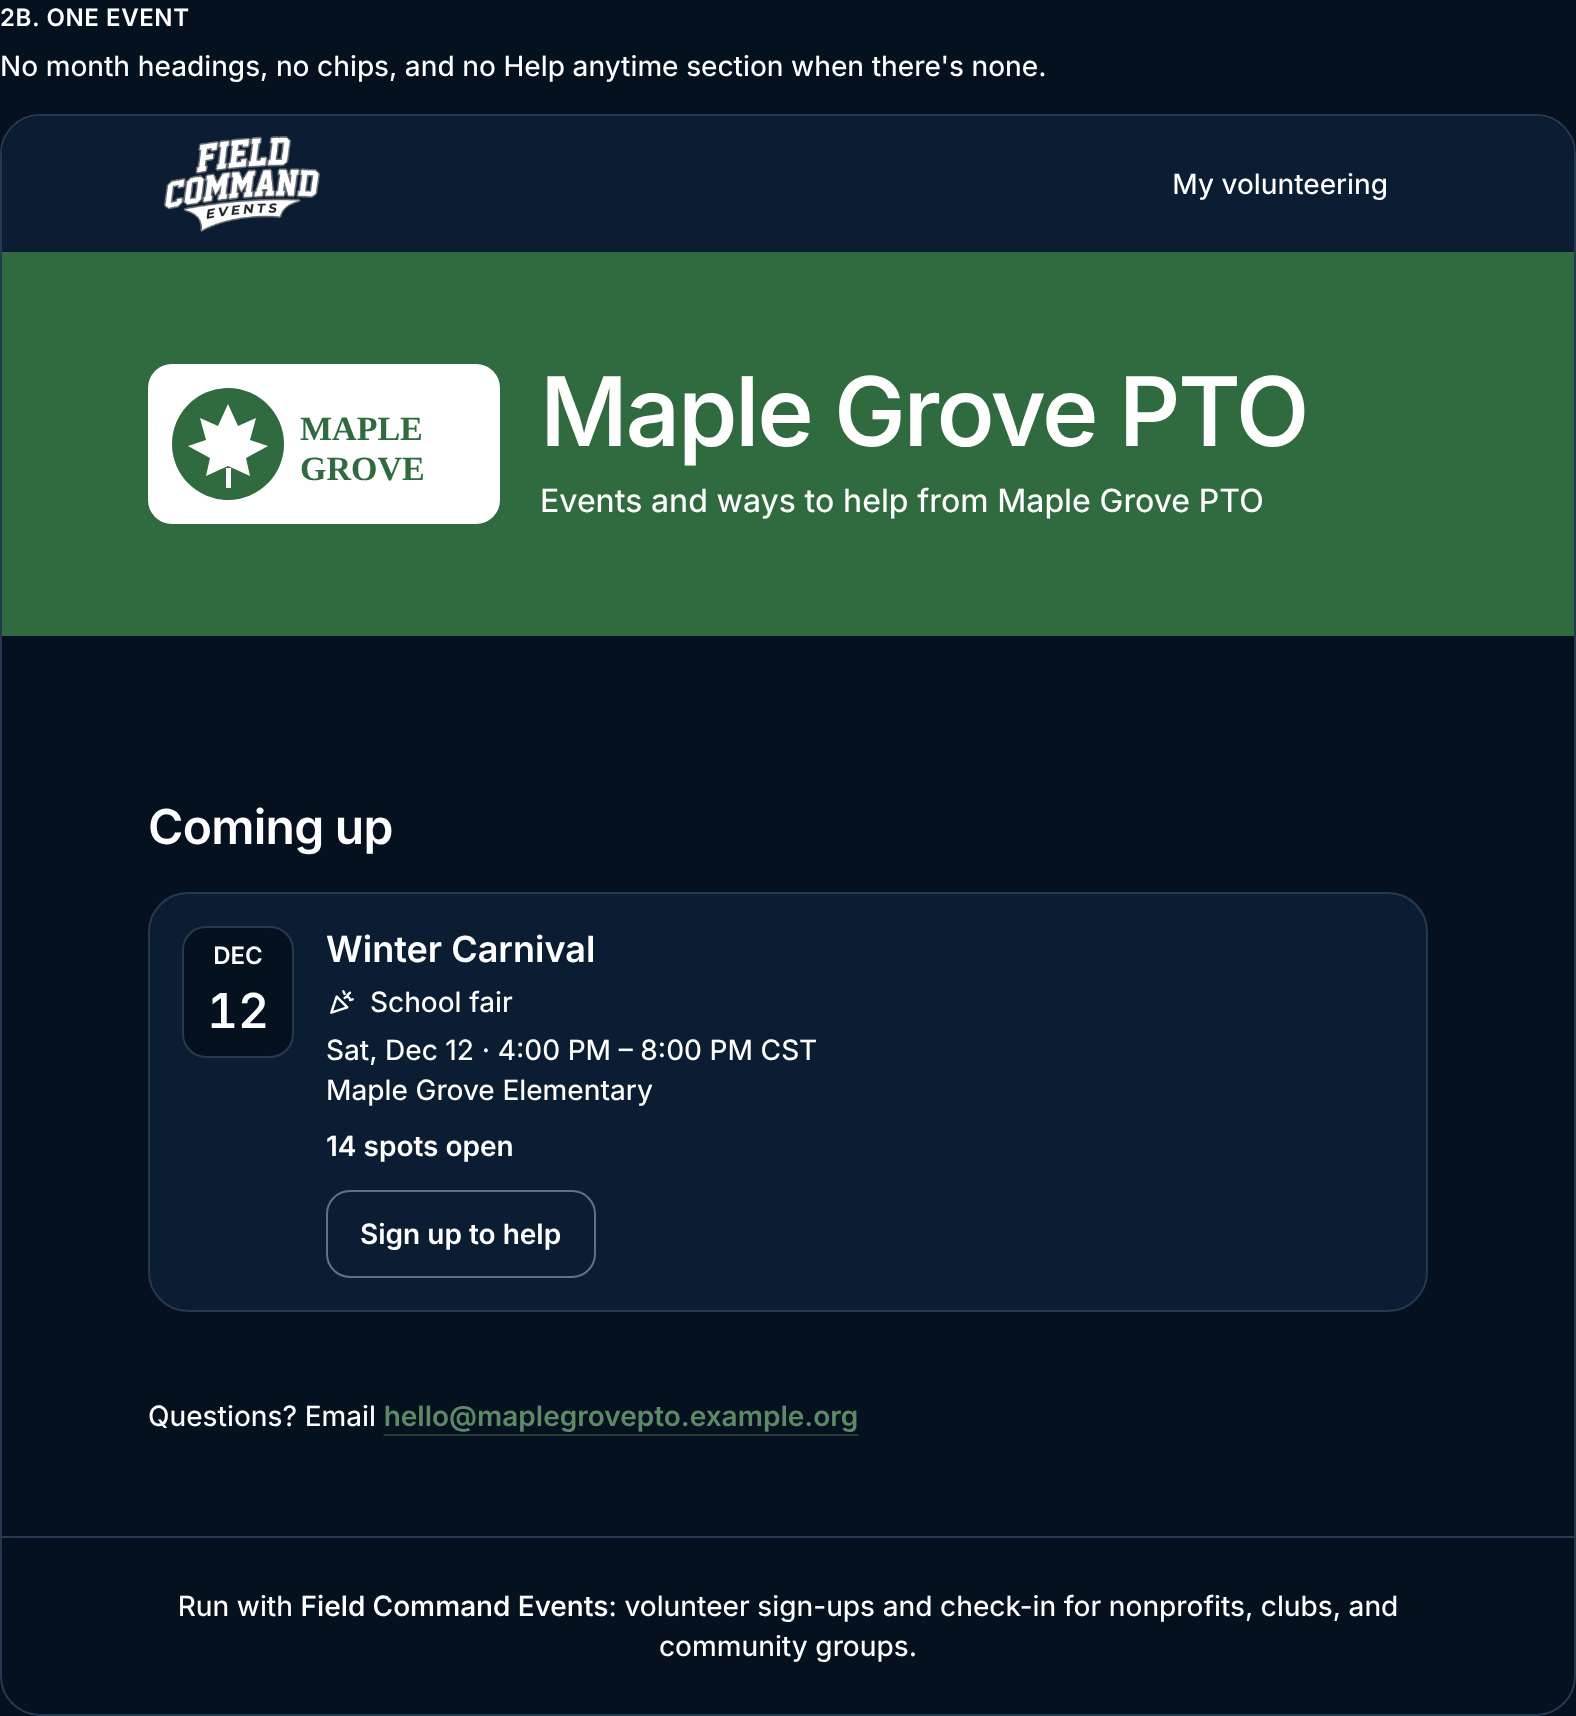 2B. ONE EVENT
No month headings, no chips, and no Help anytime section when there's none.
FIELD
COMMAND
EVENTS
My volunteering
MAPLE
GROVE
Maple Grove PTO
Events and ways to help from Maple Grove PTO
Coming up
DEC
12
Winter Carnival
School fair
Sat, Dec 12 · 4:00 PM – 8:00 PM CST
Maple Grove Elementary
14 spots open
Sign up to help
Questions? Email hello@maplegrovepto.example.org
Run with Field Command Events: volunteer sign-ups and check-in for nonprofits, clubs, and
community groups.